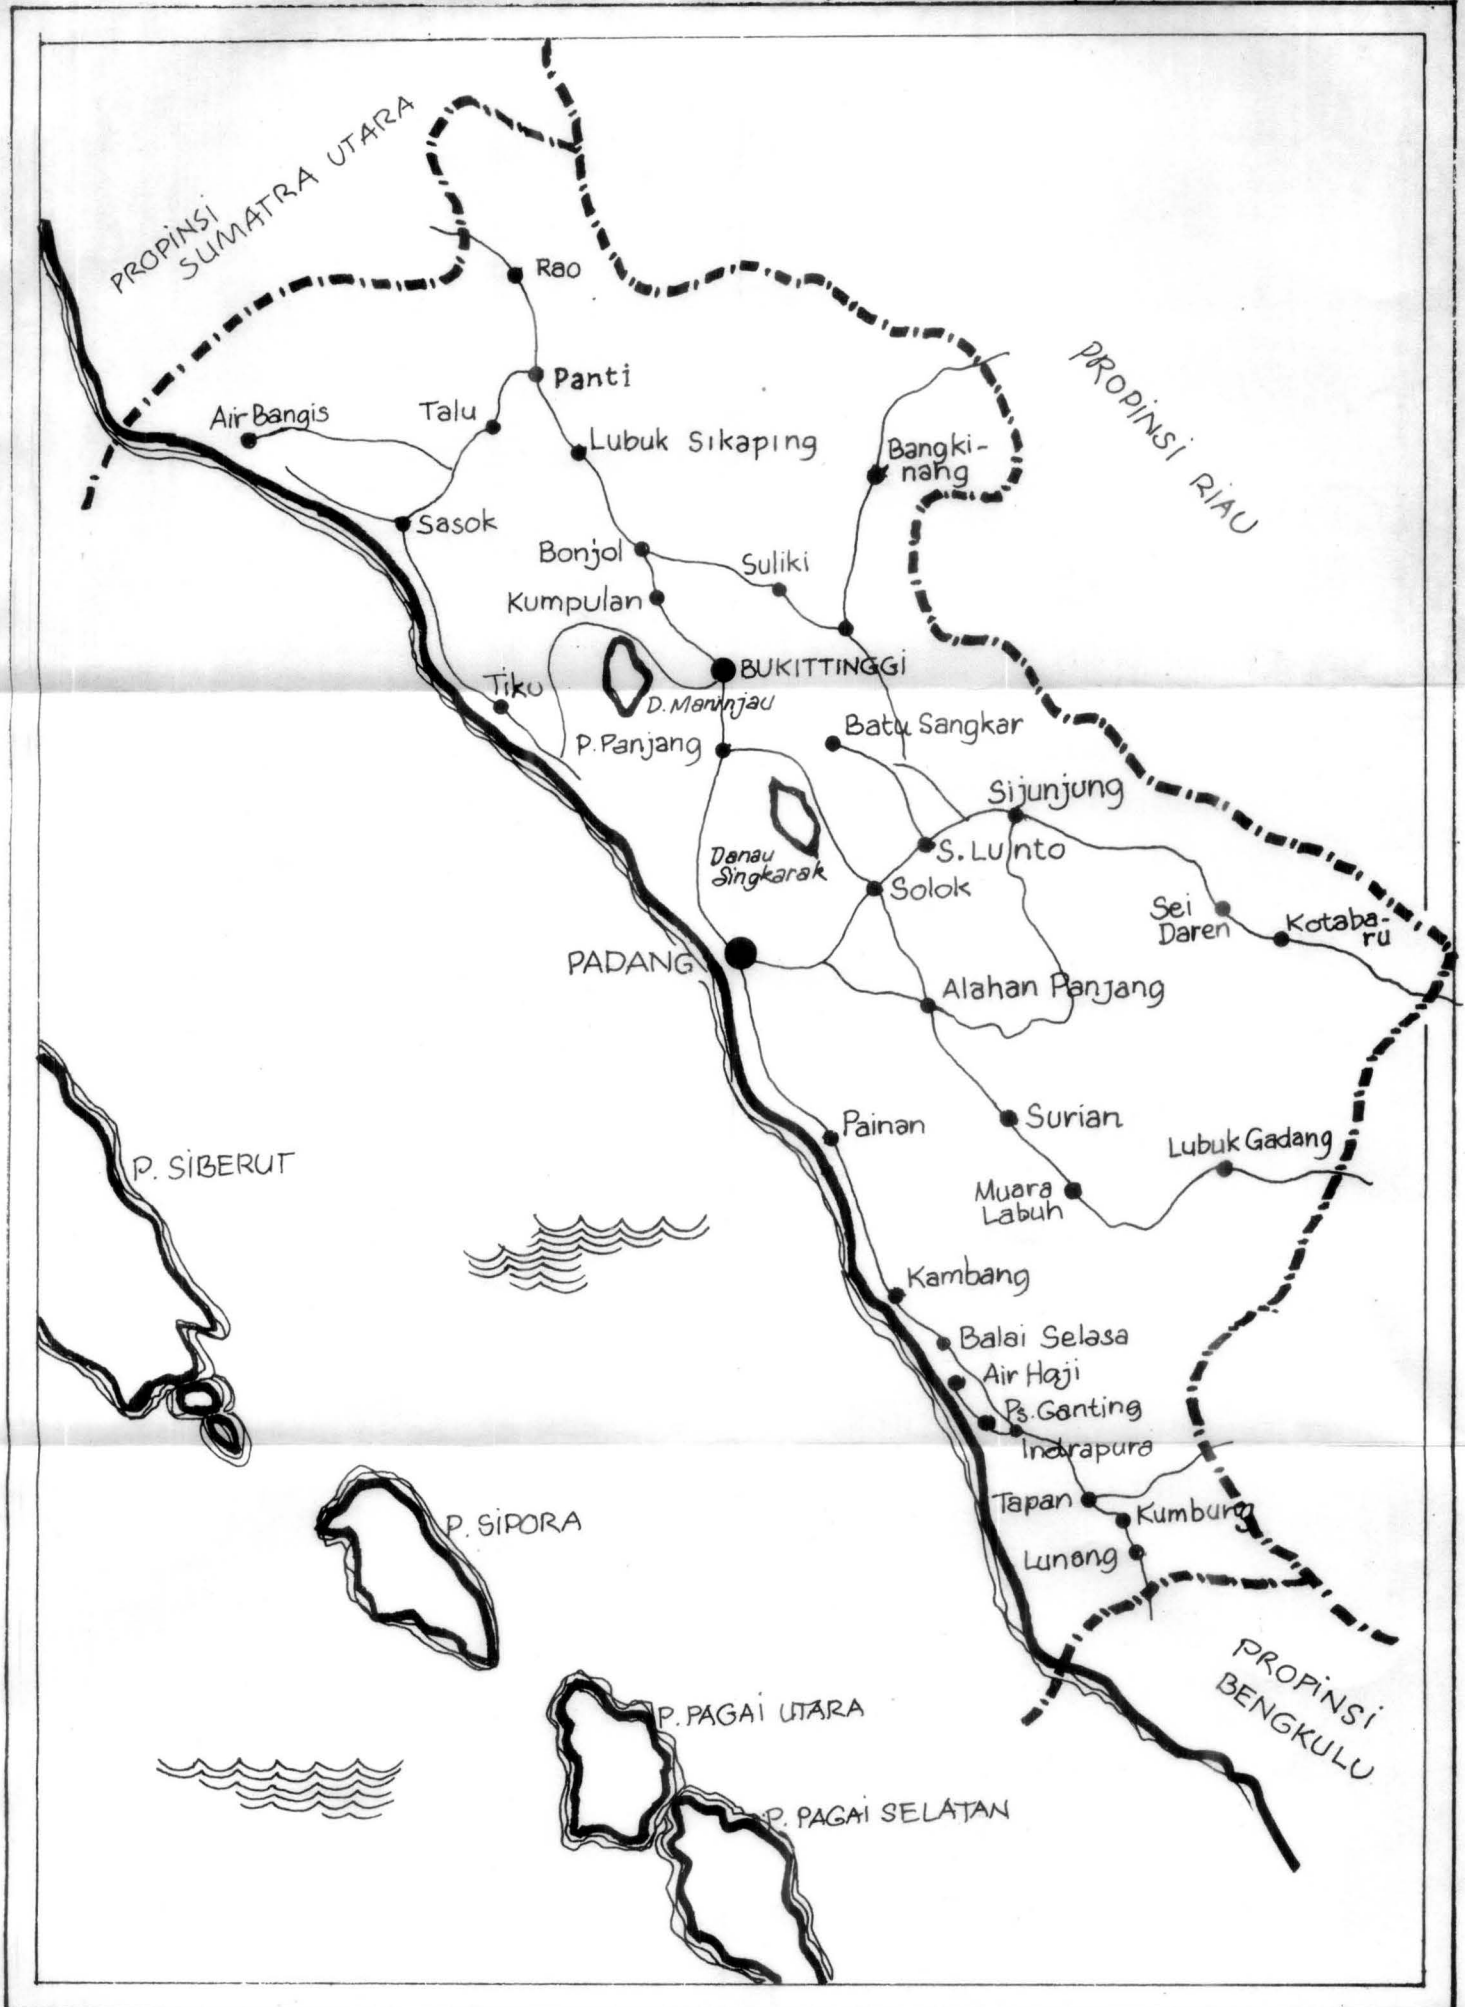 PROPINSI
SUMATRA UTARA
Rao
Panti
Air Bangis
Talu
Lubuk Sikaping
Bangki-
nang
PROPINSI RIAU
Sasok
Bonjol
Suliki
Kumpulan
BUKITTINGGI
Tiku
D. Maninjau
P. Panjang
Batu Sangkar
Sijunjung
S. Lunto
Danau
Singkarak
Solok
Sei
Daren
Kotaba-
ru
PADANG
Alahan Panjang
Painan
Surian
Lubuk Gadang
P. SIBERUT
Muara
Labuh
Kambang
Balai Selasa
Air Haji
Ps. Ganting
Indrapura
Tapan
Kumbung
P. SIPORA
Lunang
PROPINSI
BENGKULU
P. PAGAI UTARA
P. PAGAI SELATAN